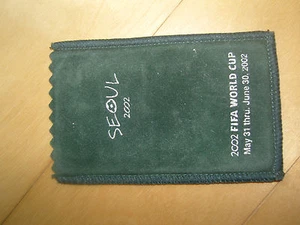 SEOUL
2002
2002 FIFA WORLD CUP
May 31 thru. June 30, 2002